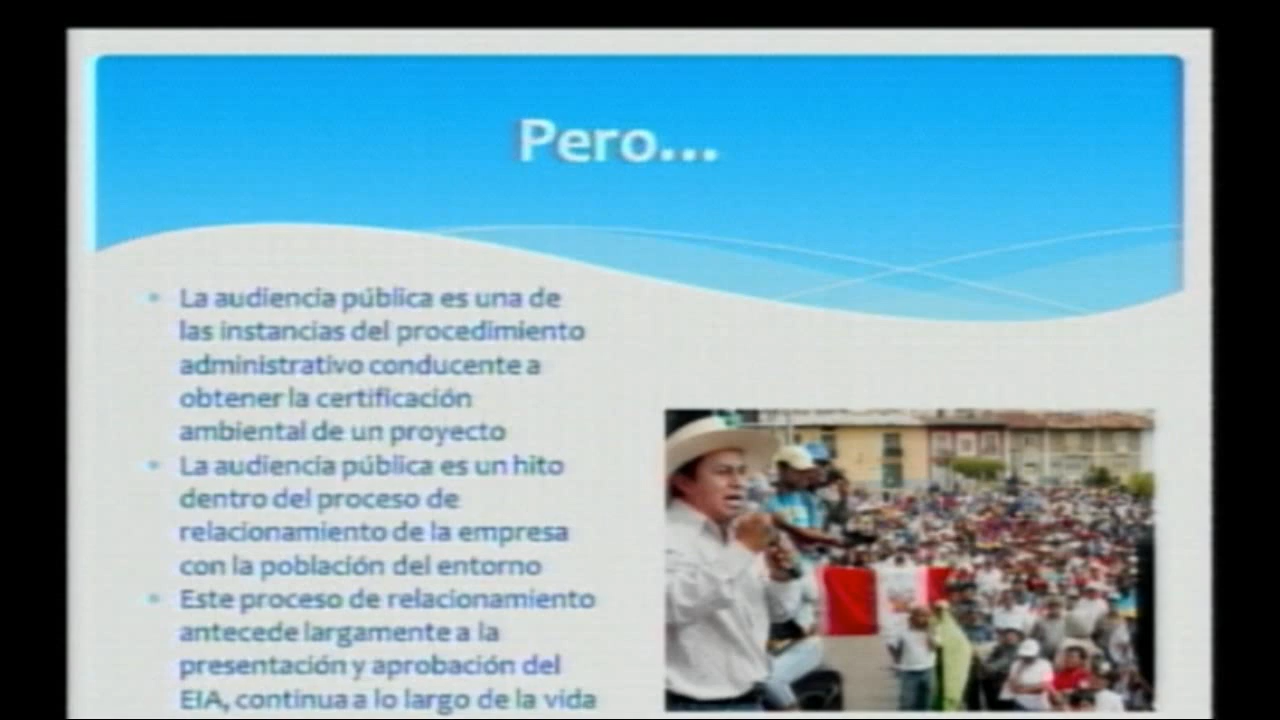 Pero...
La audiencia pública es una de
las instancias del procedimiento
administrativo conducente a
obtener la certificación
ambiental de un proyecto
La audiencia pública es un hito
dentro del proceso de
relacionamiento de la empresa
con la población del entorno
Este proceso de relacionamiento
antecede largamente a la
presentación y aprobación del
EIA, continua a lo largo de la vida